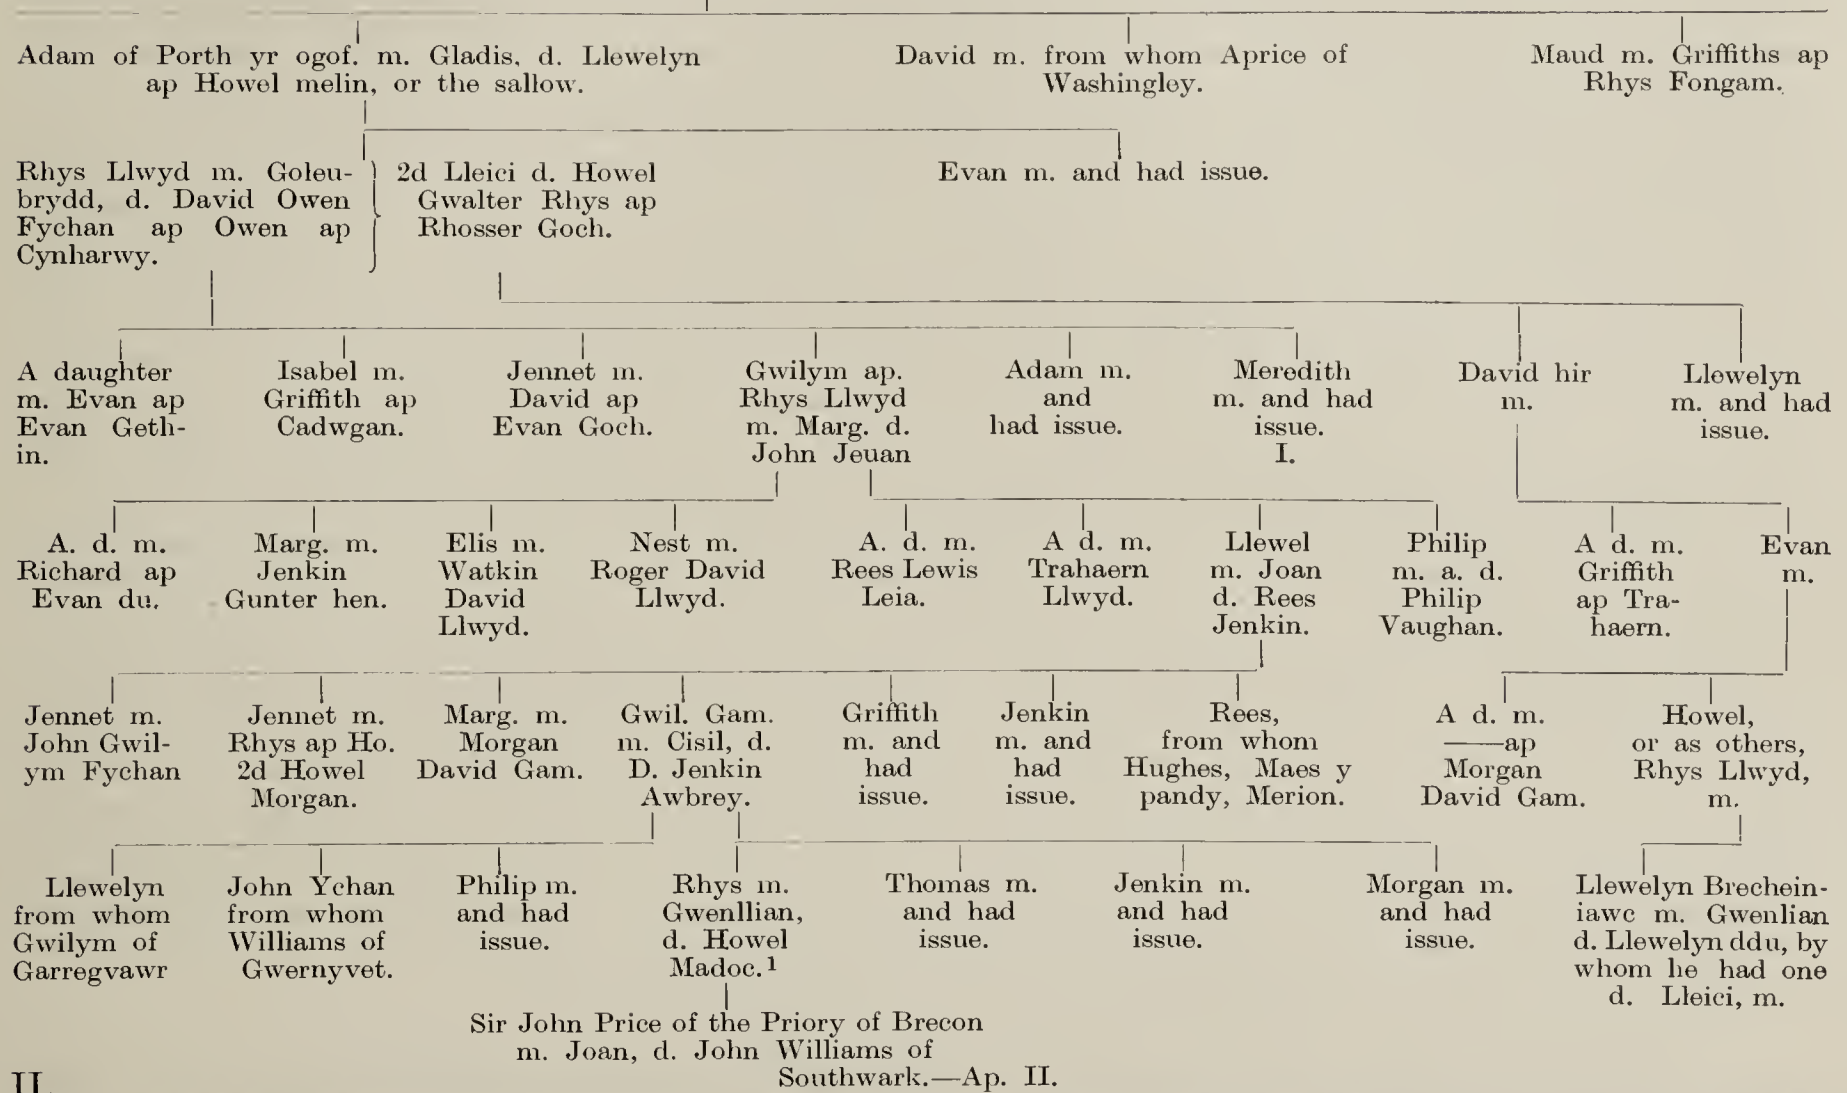 Adam of Porth yr ogof. m. Gladis, d. Llewelyn
ap Howel melin, or the sallow.
David m. from whom Aprice of
Washingley.
Maud m. Griffiths ap
Rhys Fongam.
Rhys Llwyd m. Goleu-
brydd, d. David Owen
Fychan ap Owen ap
Cynharwy.
2d Lleici d. Howel
Gwalter Rhys ap
Rhosser Goch.
Evan m. and had issue.
A daughter
m. Evan ap
Evan Geth-
in.
Isabel m.
Griffith ap
Cadwgan.
Jennet m.
David ap
Evan Goch.
Gwilym ap.
Rhys Llwyd
m. Marg. d.
John Jeuan
Adam m.
and
had issue.
Meredith
m. and had
issue.
I.
David hir
m.
Llewelyn
m. and had
issue.
A. d. m.
Richard ap
Evan du.
Marg. m.
Jenkin
Gunter hen.
Elis m.
Watkin
David
Llwyd.
Nest m.
Roger David
Llwyd.
A. d. m.
Rees Lewis
Leia.
A d. m.
Trahaern
Llwyd.
Llewel
m. Joan
d. Rees
Jenkin.
Philip
m. a. d.
Philip
Vaughan.
A d. m.
Griffith
ap Tra-
haern.
Evan
m.
Jennet m.
John Gwil-
ym Fychan
Jennet m.
Rhys ap Ho.
2d Howel
Morgan.
Marg. m.
Morgan
David Gam.
Gwil. Gam.
m. Cisil, d.
D. Jenkin
Awbrey.
Griffith
m. and
had
issue.
Jenkin
m. and
had
issue.
Rees,
from whom
Hughes, Maes y
pandy, Merion.
A d. m.
——ap
Morgan
David Gam.
Howel,
or as others,
Rhys Llwyd,
m.
Llewelyn
from whom
Gwilym of
Garregvawr
John Ychan
from whom
Williams of
Gwernyvet.
Philip m.
and had
issue.
Rhys m.
Gwenllian,
d. Howel
Madoc.1
Thomas m.
and had
issue.
Jenkin m.
and had
issue.
Morgan m.
and had
issue.
Llewelyn Brechein-
iawc m. Gwenlian
d. Llewelyn ddu, by
whom he had one
d. Lleici, m.
Sir John Price of the Priory of Brecon
m. Joan, d. John Williams of
Southwark.—Ap. II.
II.